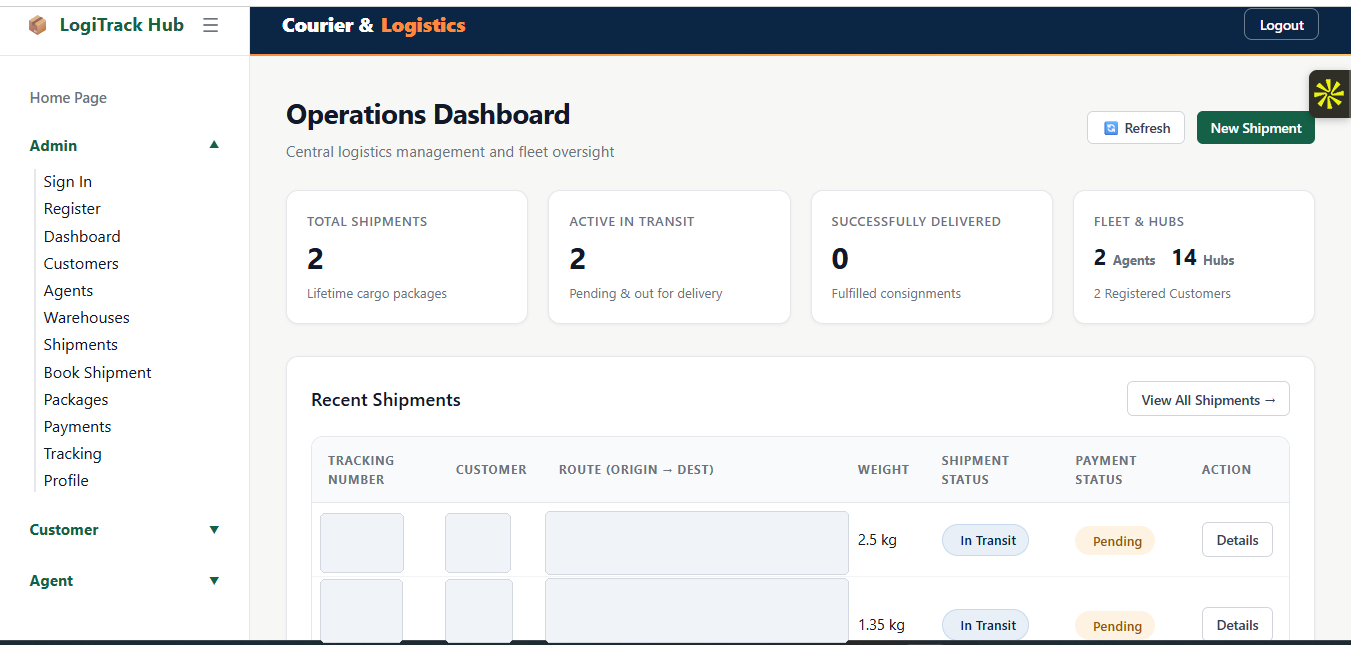 LogiTrack Hub ☰
Courier & Logistics
Logout
Home Page
Admin ▲
Sign In
Register
Dashboard
Customers
Agents
Warehouses
Shipments
Book Shipment
Packages
Payments
Tracking
Profile
Customer ▼
Agent ▼
Operations Dashboard
Central logistics management and fleet oversight
Refresh
New Shipment
TOTAL SHIPMENTS
2
Lifetime cargo packages
ACTIVE IN TRANSIT
2
Pending & out for delivery
SUCCESSFULLY DELIVERED
0
Fulfilled consignments
FLEET & HUBS
2 Agents 14 Hubs
2 Registered Customers
Recent Shipments
View All Shipments →
TRACKING
NUMBER
CUSTOMER
ROUTE (ORIGIN → DEST)
WEIGHT
SHIPMENT
STATUS
PAYMENT
STATUS
ACTION
2.5 kg
In Transit
Pending
Details
1.35 kg
In Transit
Pending
Details